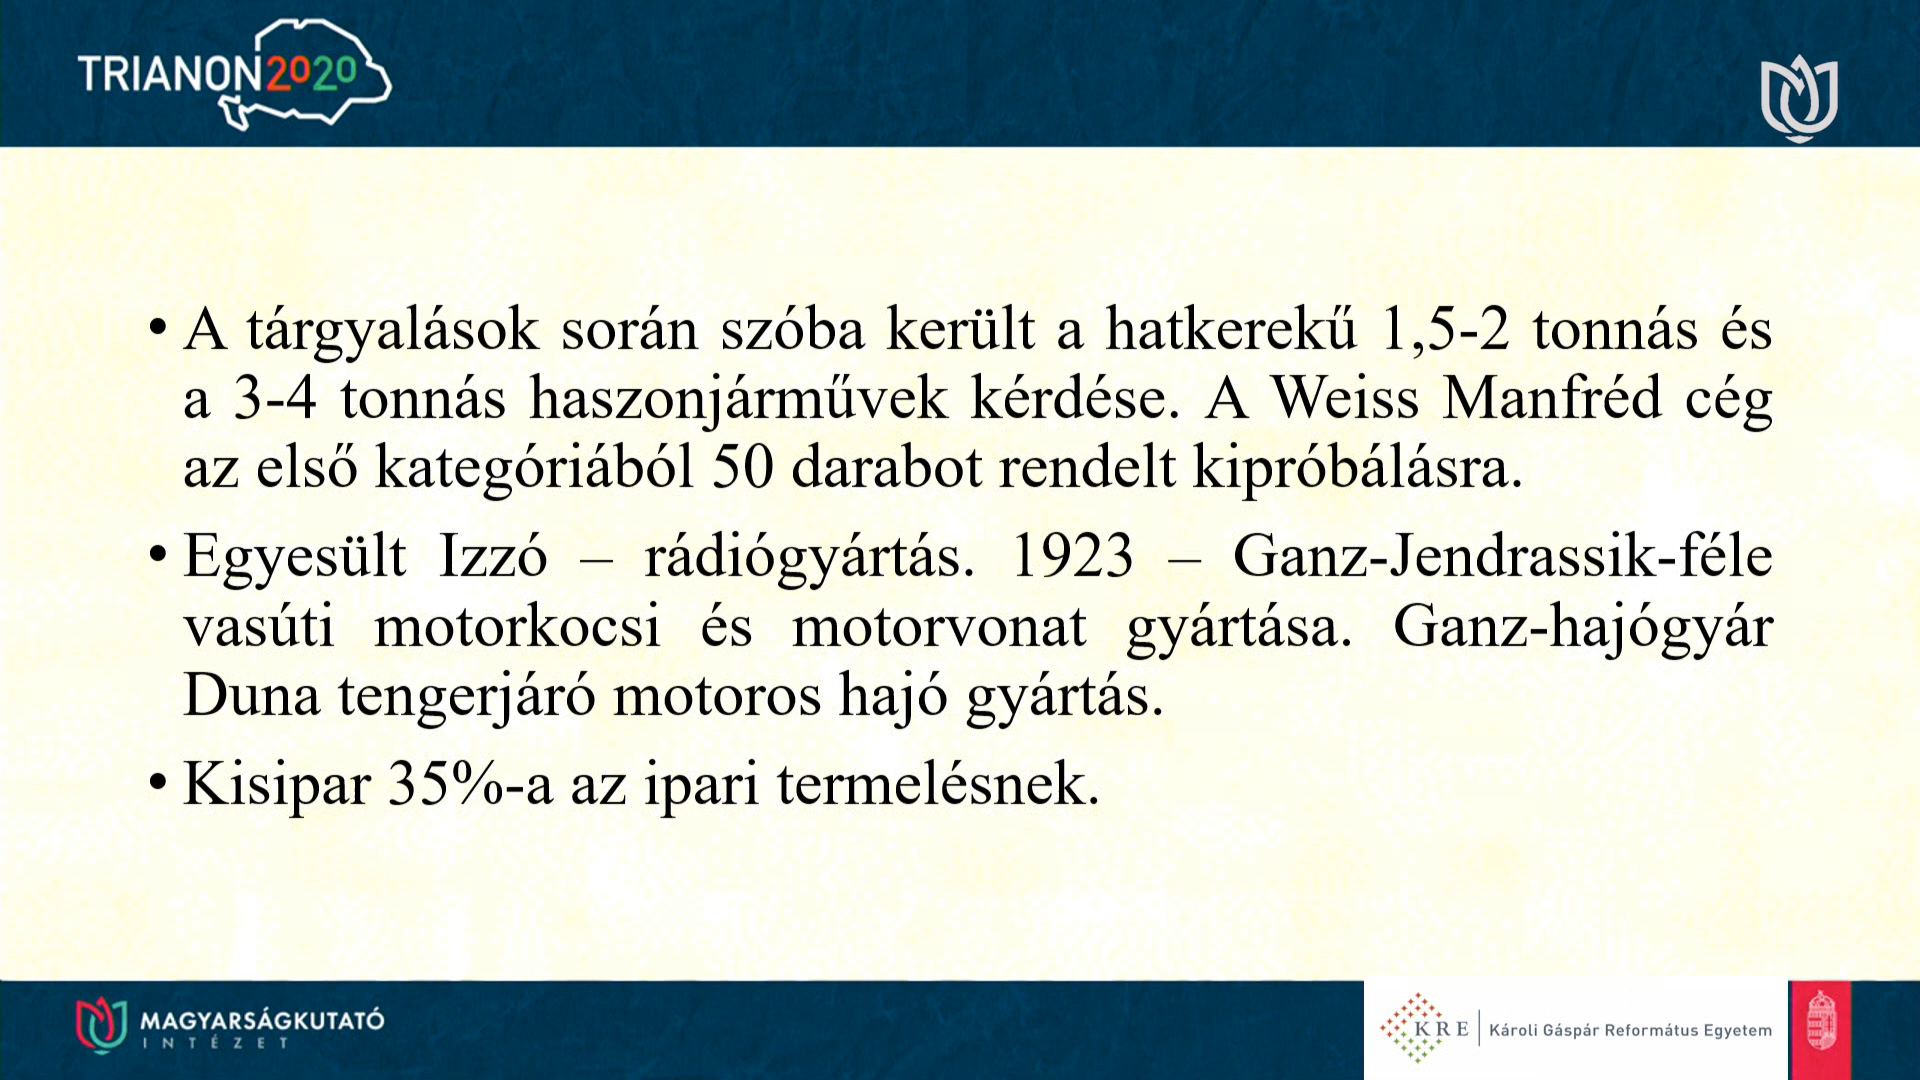 TRIANON2020
• A tárgyalások során szóba került a hatkerekű 1,5-2 tonnás és
a 3-4 tonnás haszonjárművek kérdése. A Weiss Manfréd cég
az első kategóriából 50 darabot rendelt kipróbálásra.
• Egyesült Izzó – rádiógyártás. 1923 – Ganz-Jendrassik-féle
vasúti motorkocsi és motorvonat gyártása. Ganz-hajógyár
Duna tengerjáró motoros hajó gyártás.
• Kisipar 35%-a az ipari termelésnek.
MAGYARSÁGKUTATÓ
INTÉZET
KRE | Károli Gáspár Református Egyetem